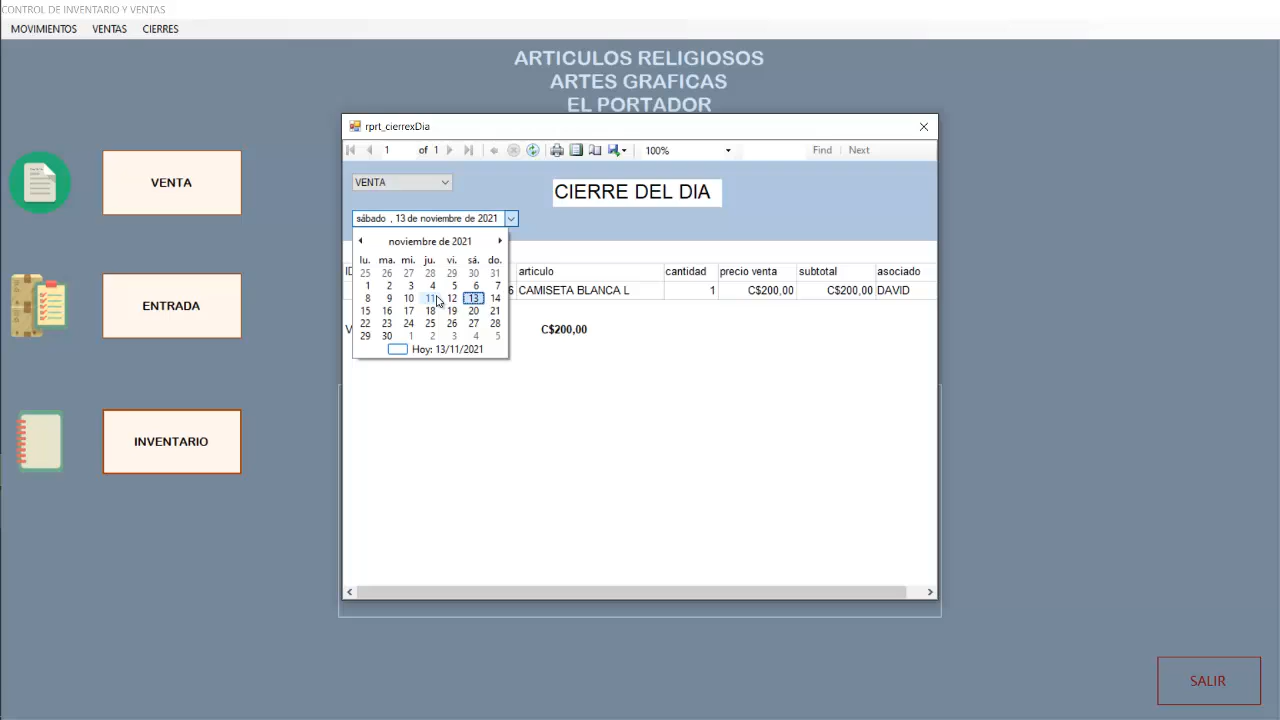 CONTROL DE INVENTARIO Y VENTAS
MOVIMIENTOS VENTAS CIERRES
ARTICULOS RELIGIOSOS
ARTES GRAFICAS
EL PORTADOR
rprt_cierrexDia
1 of 1 100% Find Next
VENTA
CIERRE DEL DIA
sábado , 13 de noviembre de 2021
noviembre de 2021
lu. ma. mi. ju. vi. sá. do.
25 26 27 28 29 30 31
1 2 3 4 5 6 7
8 9 10 11 12 13 14
15 16 17 18 19 20 21
22 23 24 25 26 27 28
29 30 1 2 3 4 5
Hoy: 13/11/2021
articulo cantidad precio venta subtotal asociado
6 CAMISETA BLANCA L 1 C$200,00 C$200,00 DAVID
V C$200,00
VENTA
ENTRADA
INVENTARIO
SALIR